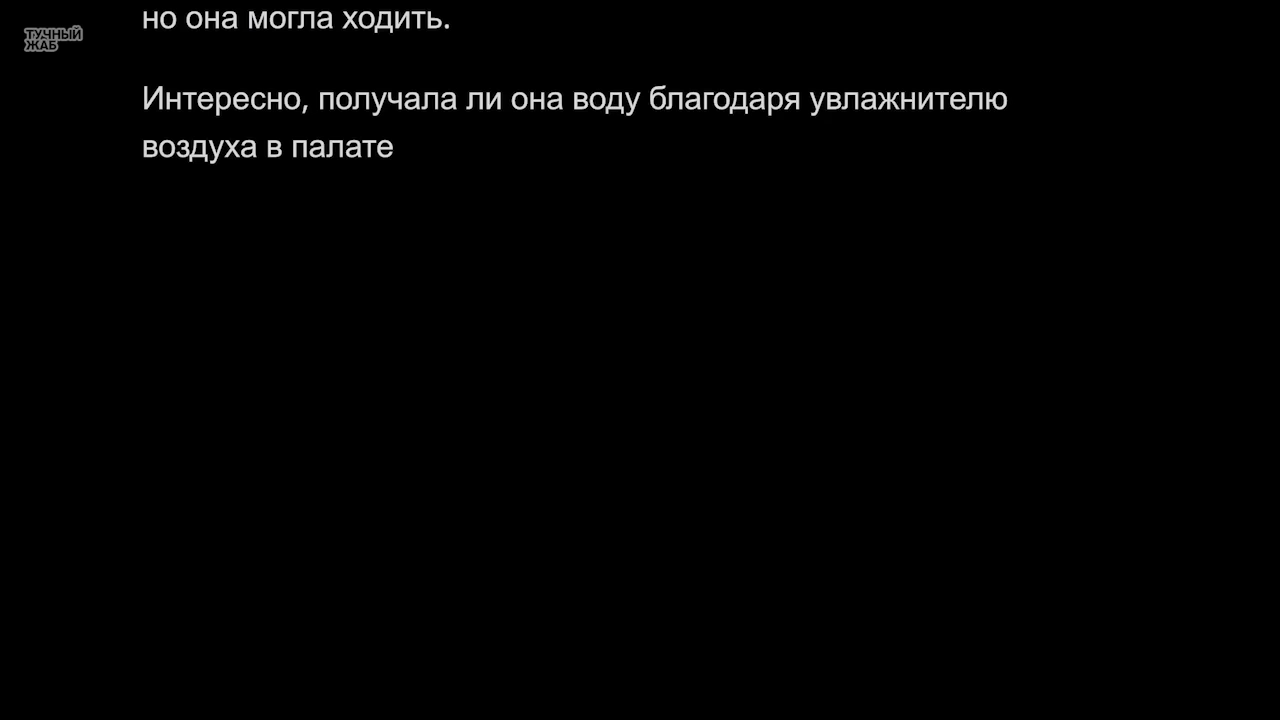 но она могла ходить.
ТУЧНЫЙ
ЖАБ
Интересно, получала ли она воду благодаря увлажнителю
воздуха в палате